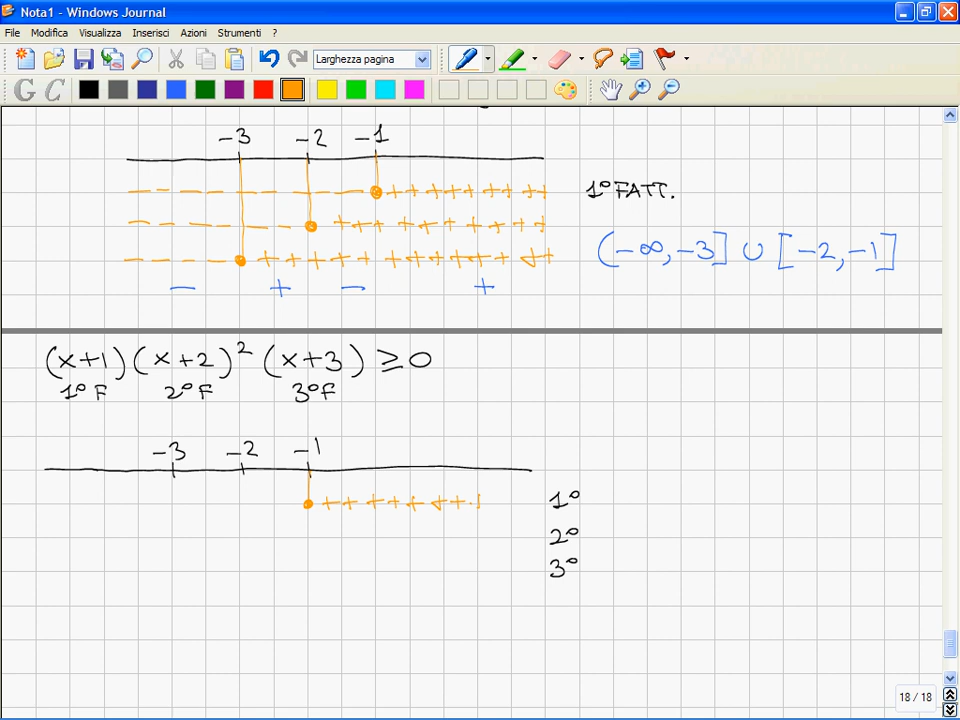 Nota1 - Windows Journal
File Modifica Visualizza Inserisci Azioni Strumenti ?
Larghezza pagina
G C
-3 -2 -1
- - - - - - - + + + + + + +
1° FATT.
- - - - - + + + + + + + + + +
- - - - + + + + + + + + + + + +
(-∞, -3] ∪ [-2, -1]
- + - +
(x+1)(x+2)² (x+3) ≥ 0
1° F 2° F 3° F
-3 -2 -1
+ + + + + + + + +
1°
2°
3°
18 / 18